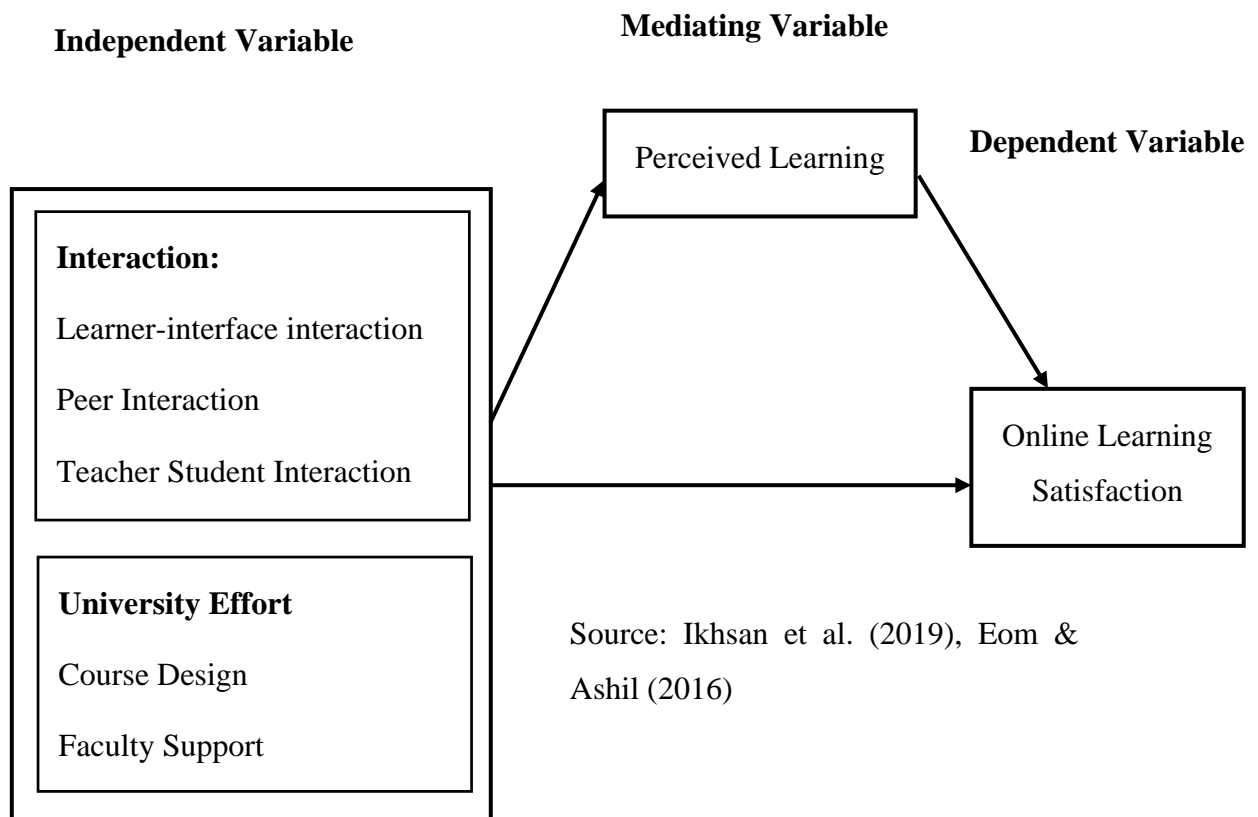 Independent Variable
Mediating Variable
Perceived Learning
Dependent Variable
Interaction:
Learner-interface interaction
Peer Interaction
Teacher Student Interaction
Online Learning
Satisfaction
University Effort
Course Design
Faculty Support
Source: Ikhsan et al. (2019), Eom &
Ashil (2016)